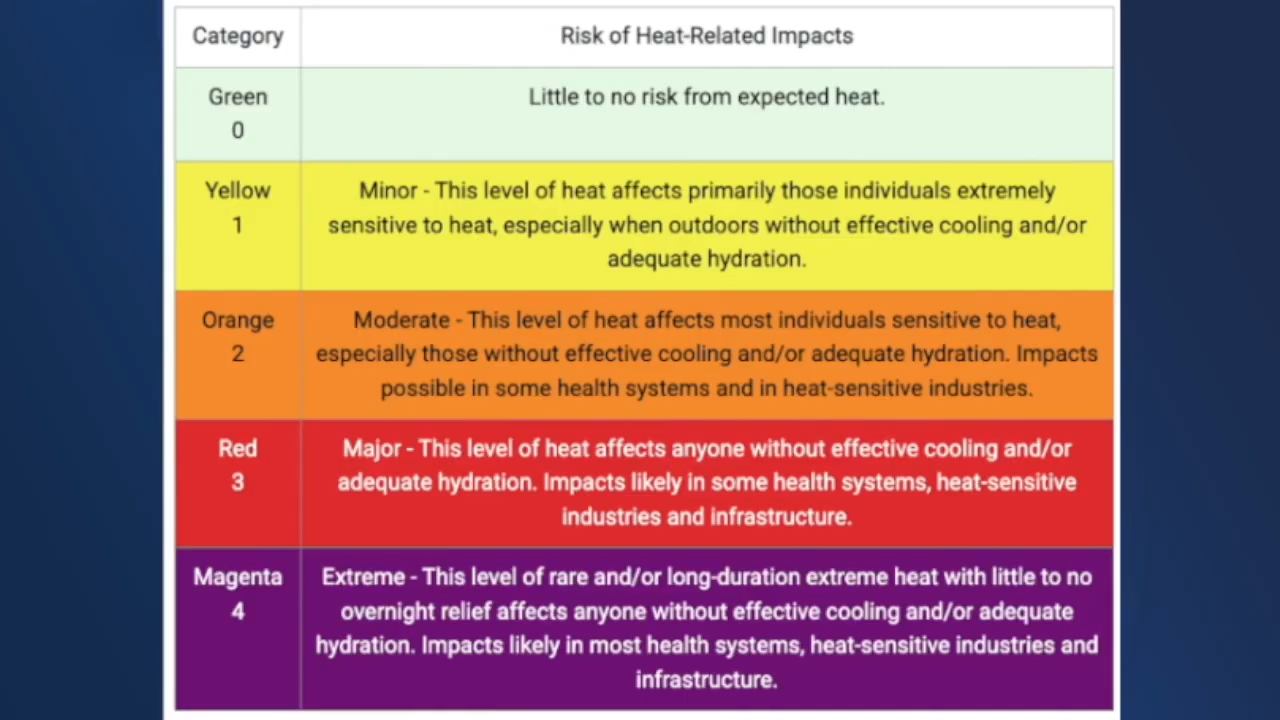 Category
Risk of Heat-Related Impacts
Green
0
Little to no risk from expected heat.
Yellow
1
Minor - This level of heat affects primarily those individuals extremely
sensitive to heat, especially when outdoors without effective cooling and/or
adequate hydration.
Orange
2
Moderate - This level of heat affects most individuals sensitive to heat,
especially those without effective cooling and/or adequate hydration. Impacts
possible in some health systems and in heat-sensitive industries.
Red
3
Major - This level of heat affects anyone without effective cooling and/or
adequate hydration. Impacts likely in some health systems, heat-sensitive
industries and infrastructure.
Magenta
4
Extreme - This level of rare and/or long-duration extreme heat with little to no
overnight relief affects anyone without effective cooling and/or adequate
hydration. Impacts likely in most health systems, heat-sensitive industries and
infrastructure.